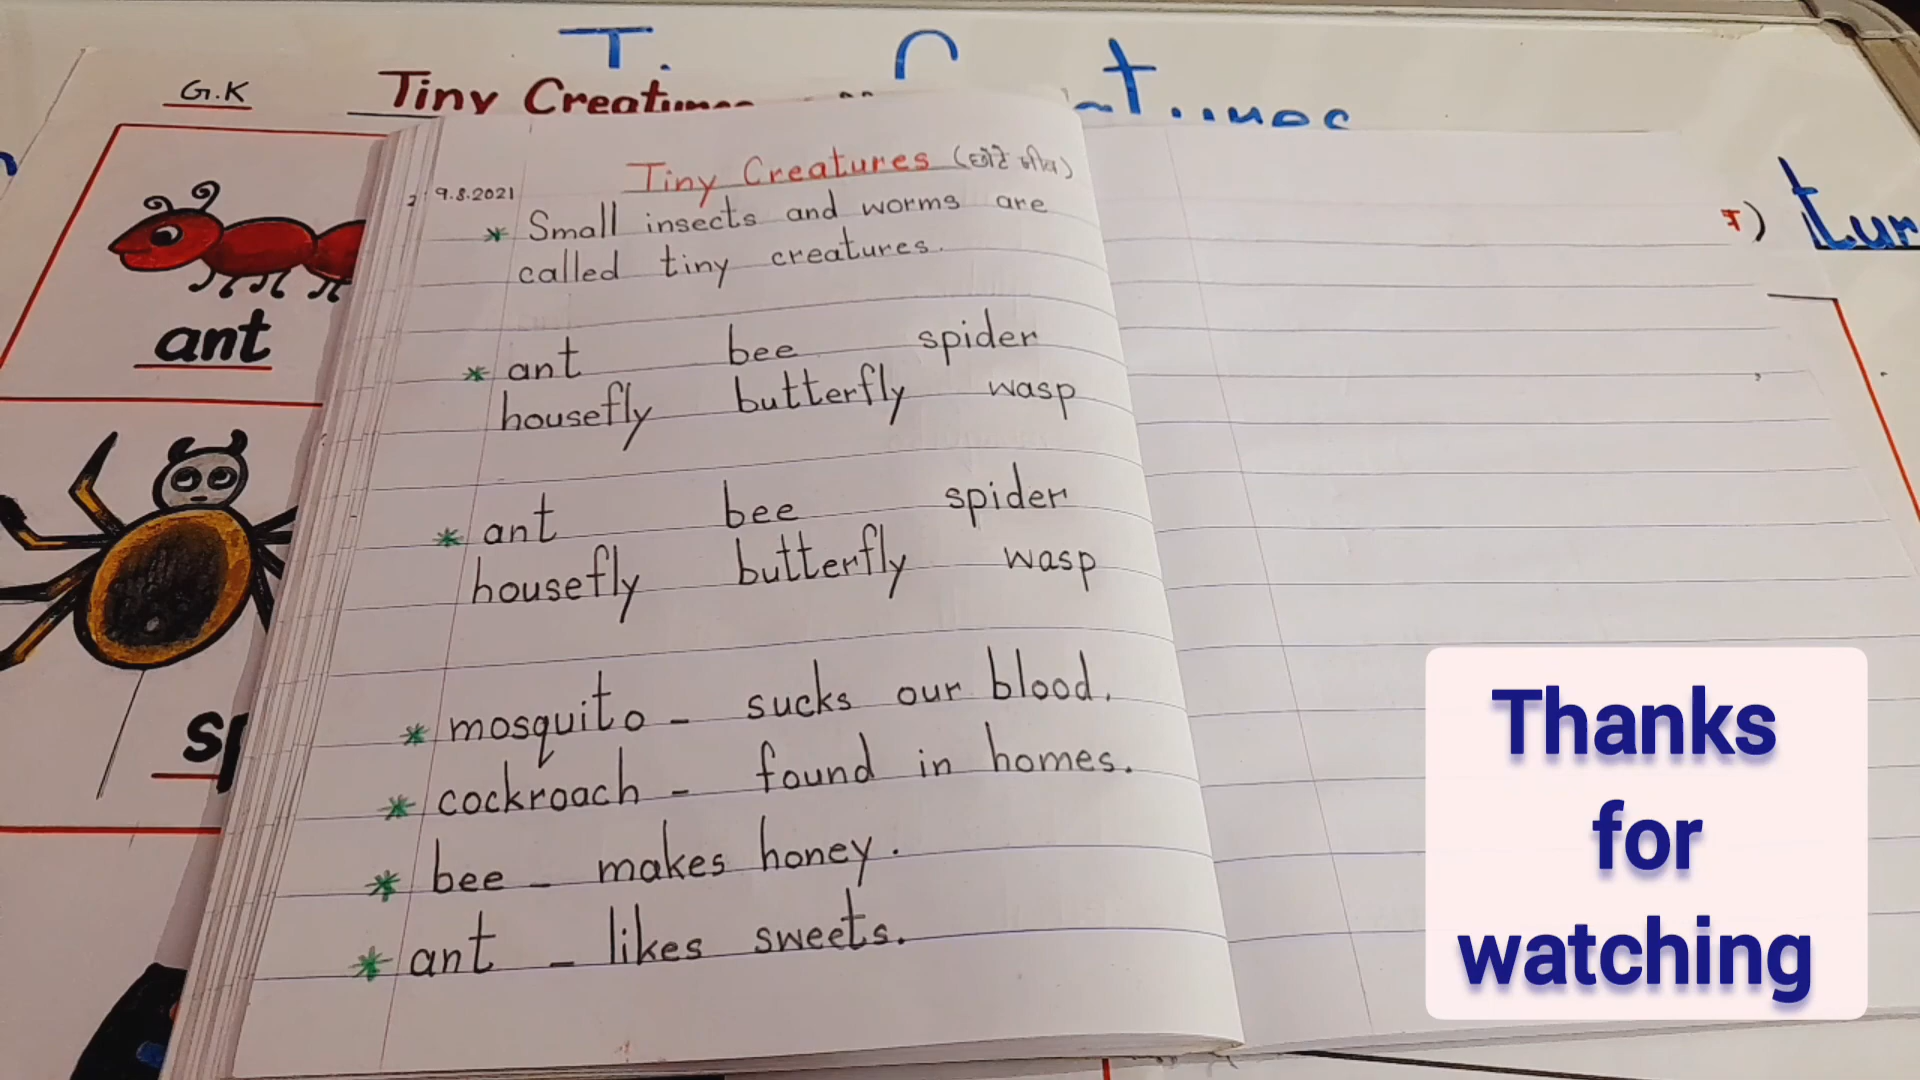 G.K
Tiny Creatures
Tiny Creatures (छोटे जीव)
9.8.2021
* Small insects and worms are
called tiny creatures.
* ant bee spider
housefly butterfly wasp
* ant bee spider
housefly butterfly wasp
* mosquito - sucks our blood.
* cockroach - found in homes.
* bee - makes honey.
* ant - likes sweets.
ant
Thanks
for
watching